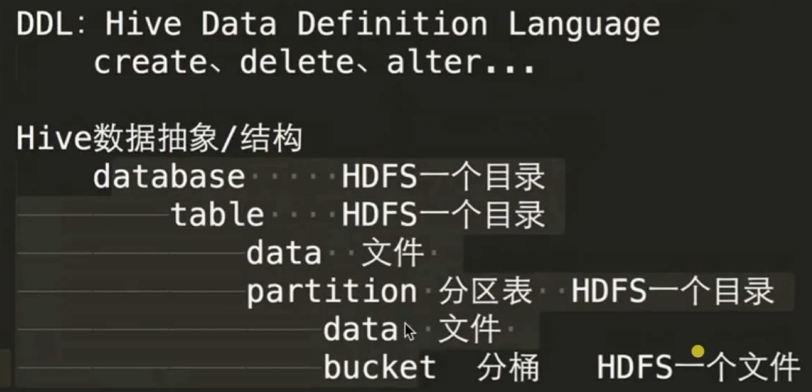 DDL: Hive Data Definition Language
create、delete、alter...
Hive数据抽象/结构
database HDFS一个目录
table HDFS一个目录
data 文件
partition 分区表 HDFS一个目录
data 文件
bucket 分桶 HDFS一个文件